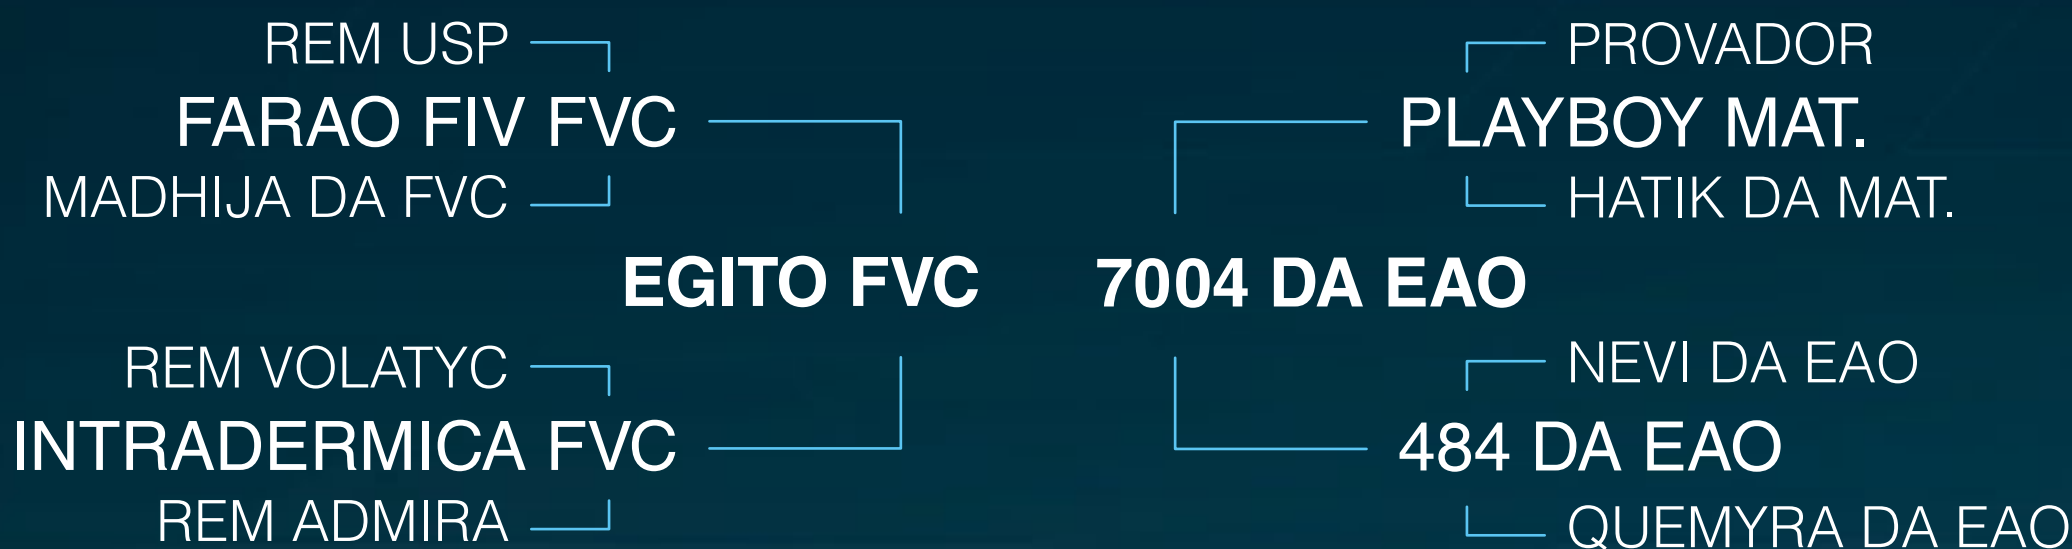 REM USP
PROVADOR
FARAO FIV FVC
PLAYBOY MAT.
MADHIJA DA FVC
HATIK DA MAT.
EGITO FVC
7004 DA EAO
REM VOLATYC
NEVI DA EAO
INTRADERMICA FVC
484 DA EAO
REM ADMIRA
QUEMYRA DA EAO